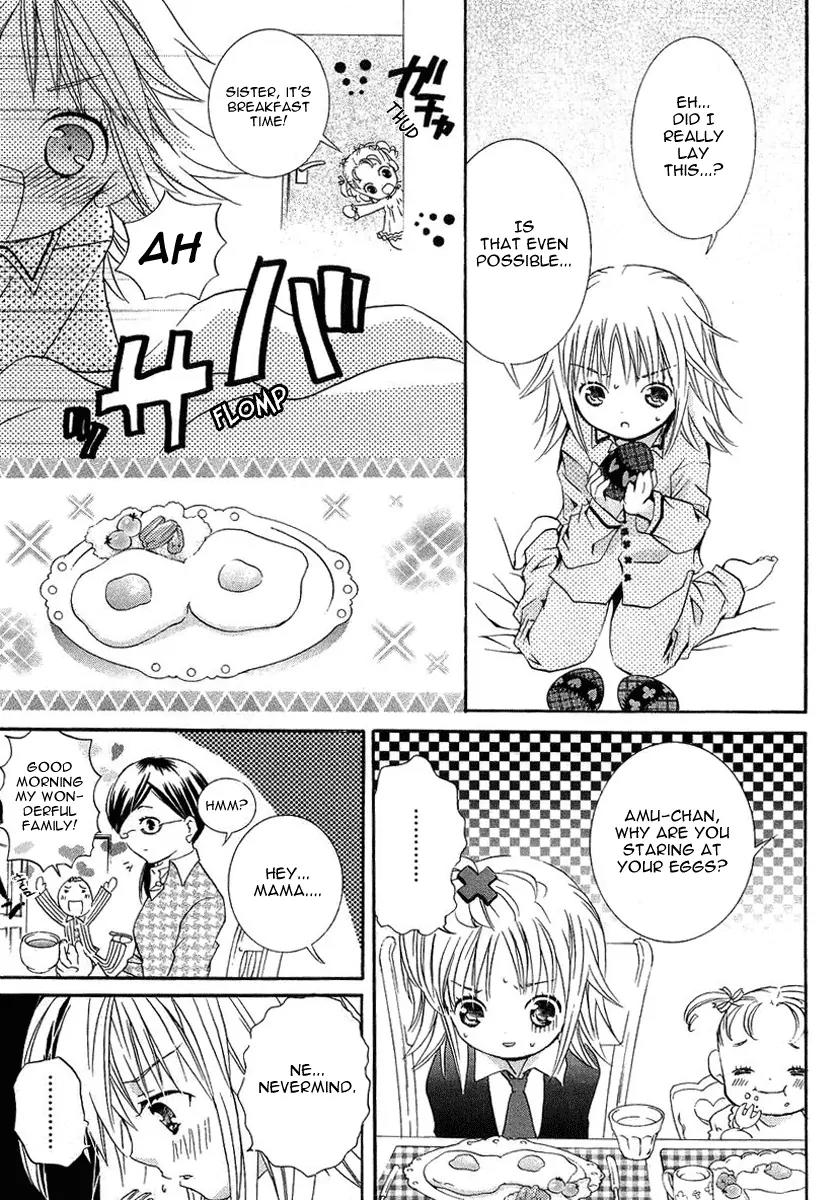 EH...
DID I
REALLY
LAY
THIS...?
IS
THAT EVEN
POSSIBLE...
ガチャ
THUD
SISTER, IT'S
BREAKFAST
TIME!
AH
バサッ
FLOMP
AMU-CHAN,
WHY ARE YOU
STARING AT
YOUR EGGS?
.........
HEY...
MAMA....
HMM?
GOOD
MORNING
MY WON-
DERFUL
FAMILY!
NE...
NEVERMIND.
.........